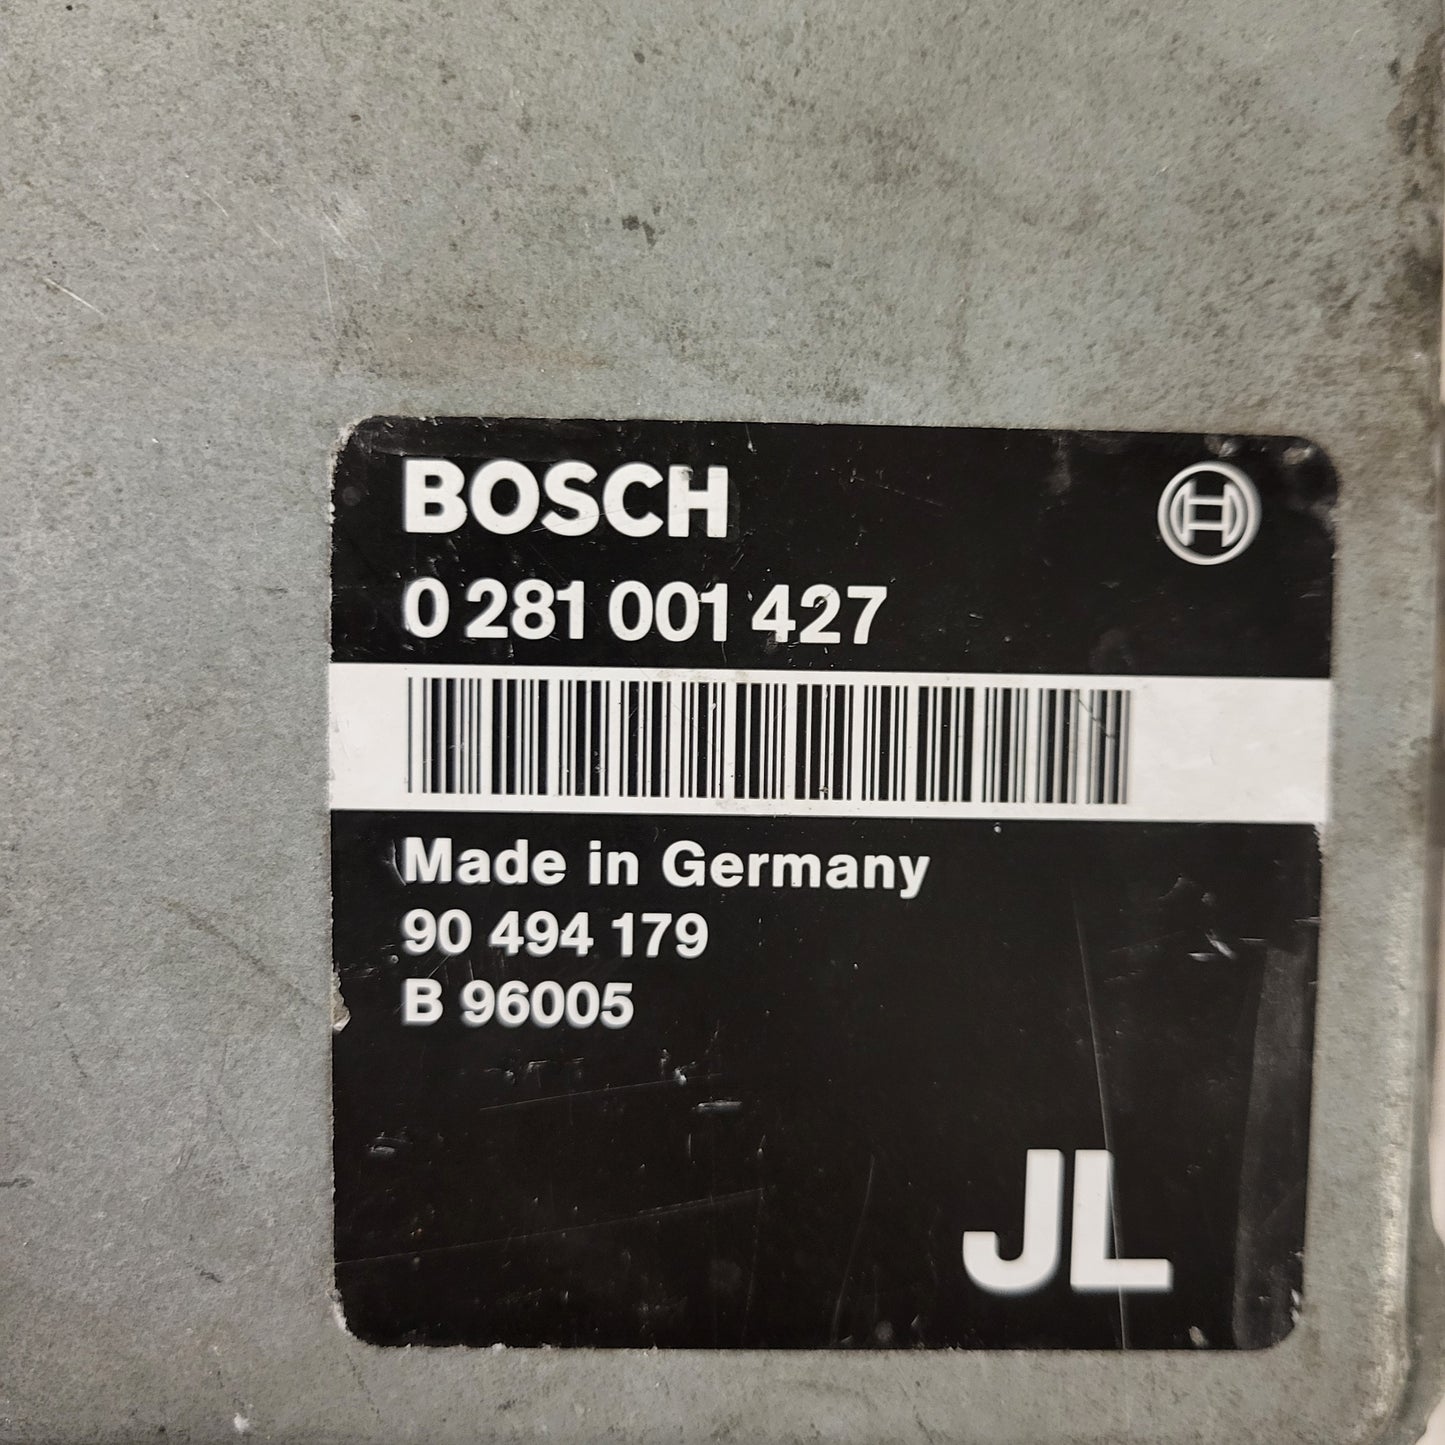 BOSCH
0 281 001 427
Made in Germany
90 494 179
B 96005
JL